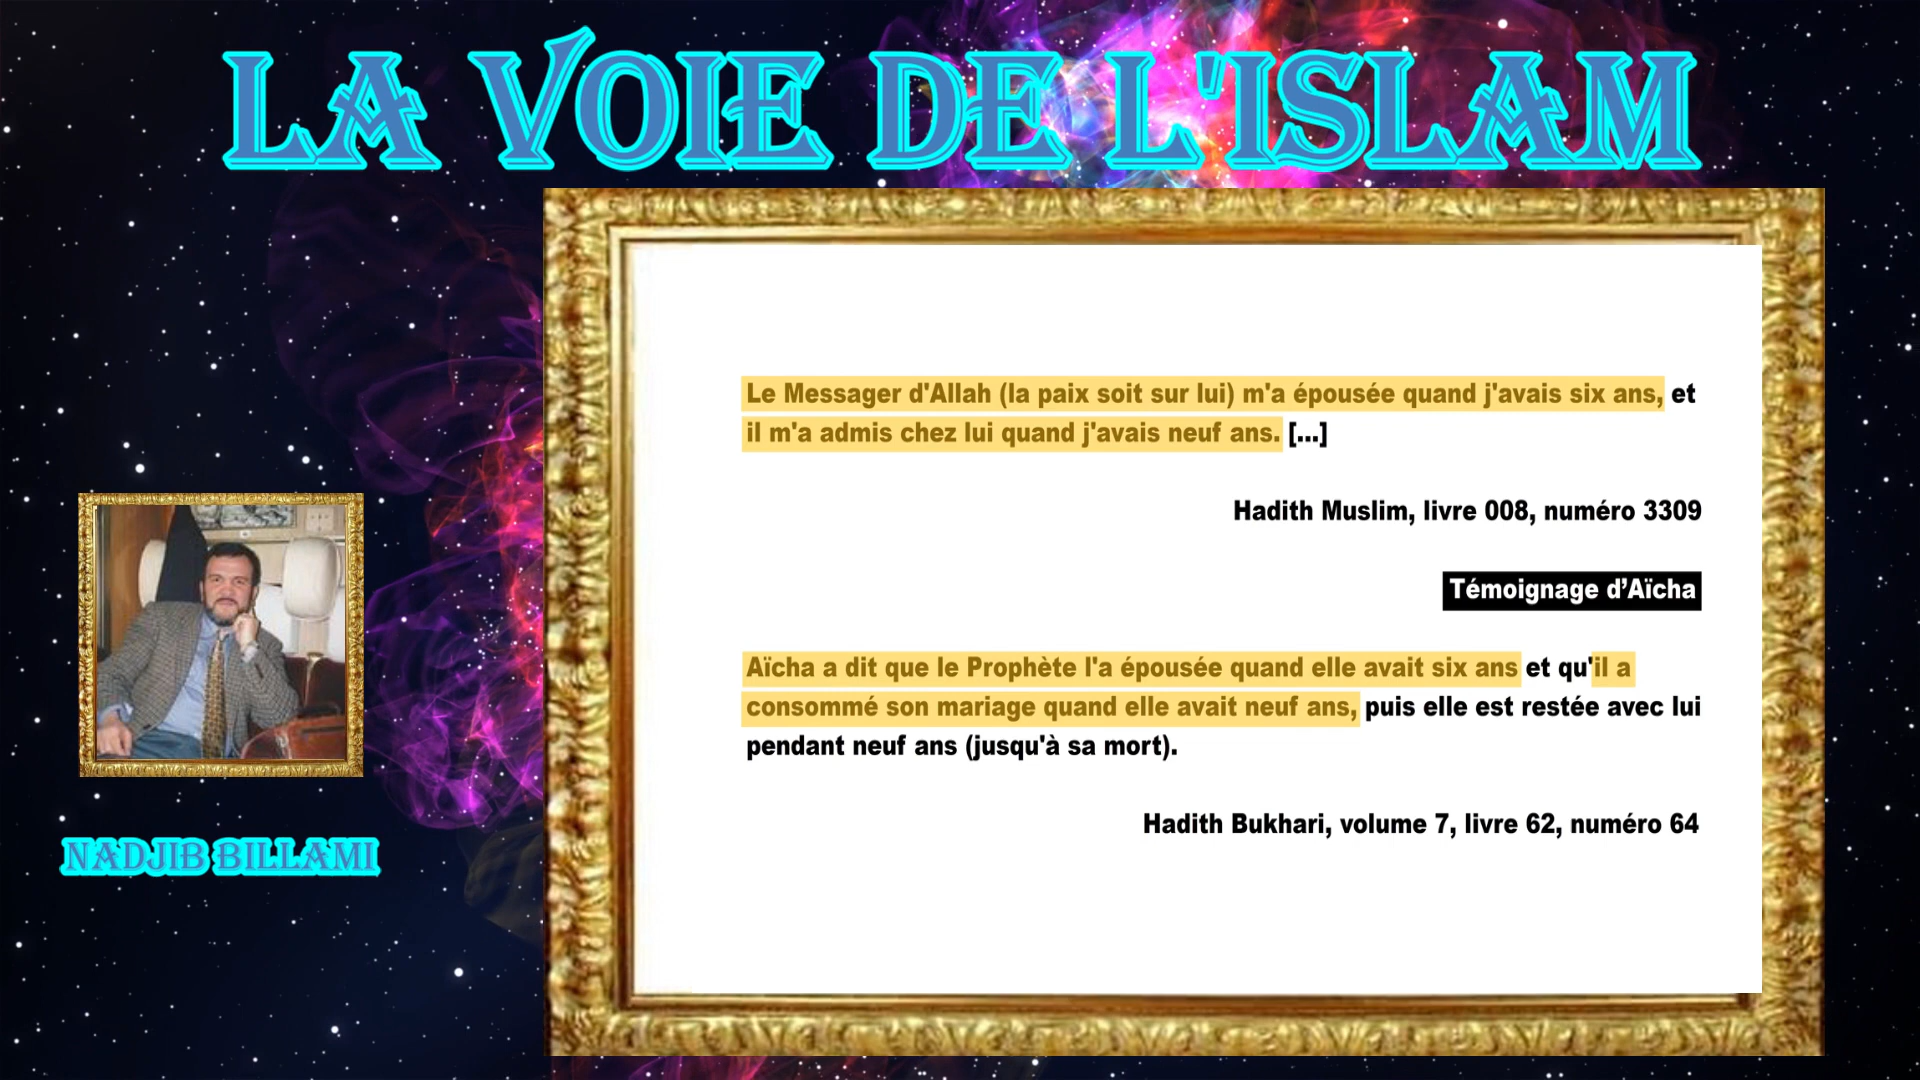 LA VOIE DE L'ISLAM
Le Messager d'Allah (la paix soit sur lui) m'a épousée quand j'avais six ans, et
il m'a admis chez lui quand j'avais neuf ans. [...]
Hadith Muslim, livre 008, numéro 3309
Témoignage d’Aïcha
Aïcha a dit que le Prophète l'a épousée quand elle avait six ans et qu'il a
consommé son mariage quand elle avait neuf ans, puis elle est restée avec lui
pendant neuf ans (jusqu'à sa mort).
Hadith Bukhari, volume 7, livre 62, numéro 64
NADJIB BILLAMI